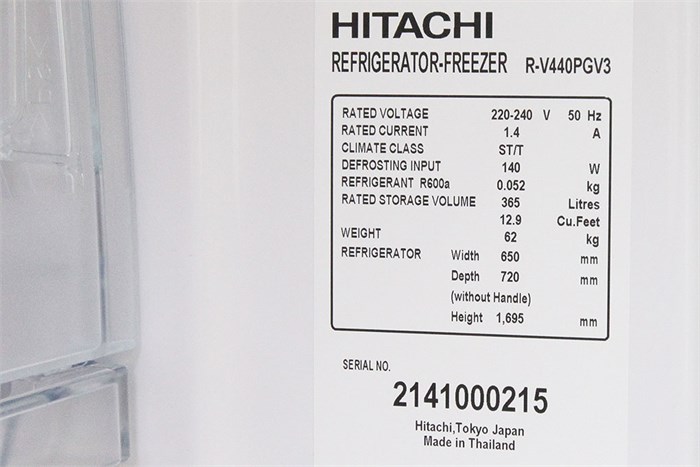 HITACHI
REFRIGERATOR-FREEZER R-V440PGV3
RATED VOLTAGE 220-240 V 50 Hz
RATED CURRENT 1.4 A
CLIMATE CLASS ST/T
DEFROSTING INPUT 140 W
REFRIGERANT R600a 0.052 kg
RATED STORAGE VOLUME 365 Litres
12.9 Cu.Feet
WEIGHT 62 kg
REFRIGERATOR Width 650 mm
Depth 720 mm
(without Handle)
Height 1,695 mm
SERIAL NO.
2141000215
Hitachi,Tokyo Japan
Made in Thailand